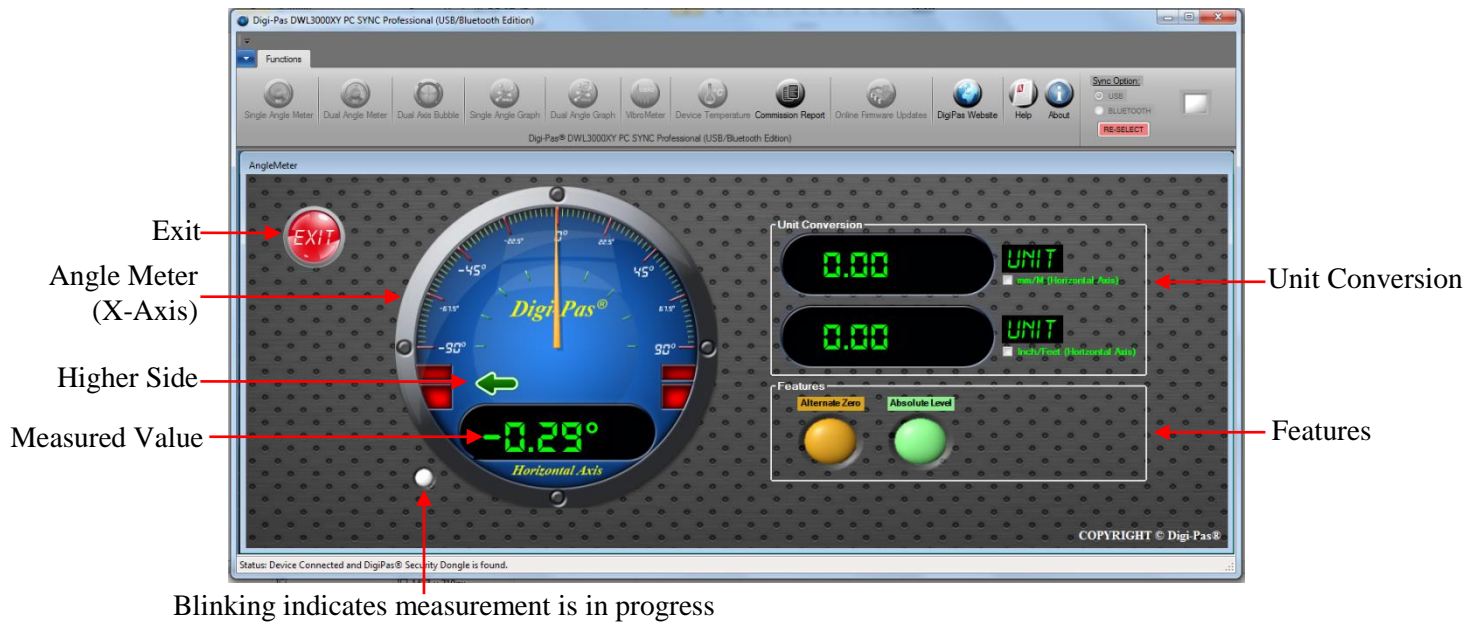 Digi-Pas DWL3000XY PC SYNC Professional (USB/Bluetooth Edition)
Functions
Single Angle Meter
Dual Angle Meter
Dual Axis Bubble
Single Angle Graph
Dual Angle Graph
VibroMeter
Device Temperature
Commission Report
Online Firmware Updates
DigiPas Website
Help
About
Sync Option:
USB
BLUETOOTH
RE-SELECT
Digi-Pas® DWL3000XY PC SYNC Professional (USB/Bluetooth Edition)
AngleMeter
Exit
EXIT
Angle Meter
(X-Axis)
-90°
-67.5°
-45°
-22.5°
0°
22.5°
45°
67.5°
90°
Digi-Pas®
Higher Side
Measured Value
-0.29°
Horizontal Axis
Unit Conversion
0.00
UNIT
mm/M (Horizontal Axis)
0.00
UNIT
Inch/Feet (Horizontal Axis)
Unit Conversion
Features
Alternate Zero
Absolute Level
Features
COPYRIGHT © Digi-Pas®
Status: Device Connected and DigiPas® Security Dongle is found.
Blinking indicates measurement is in progress